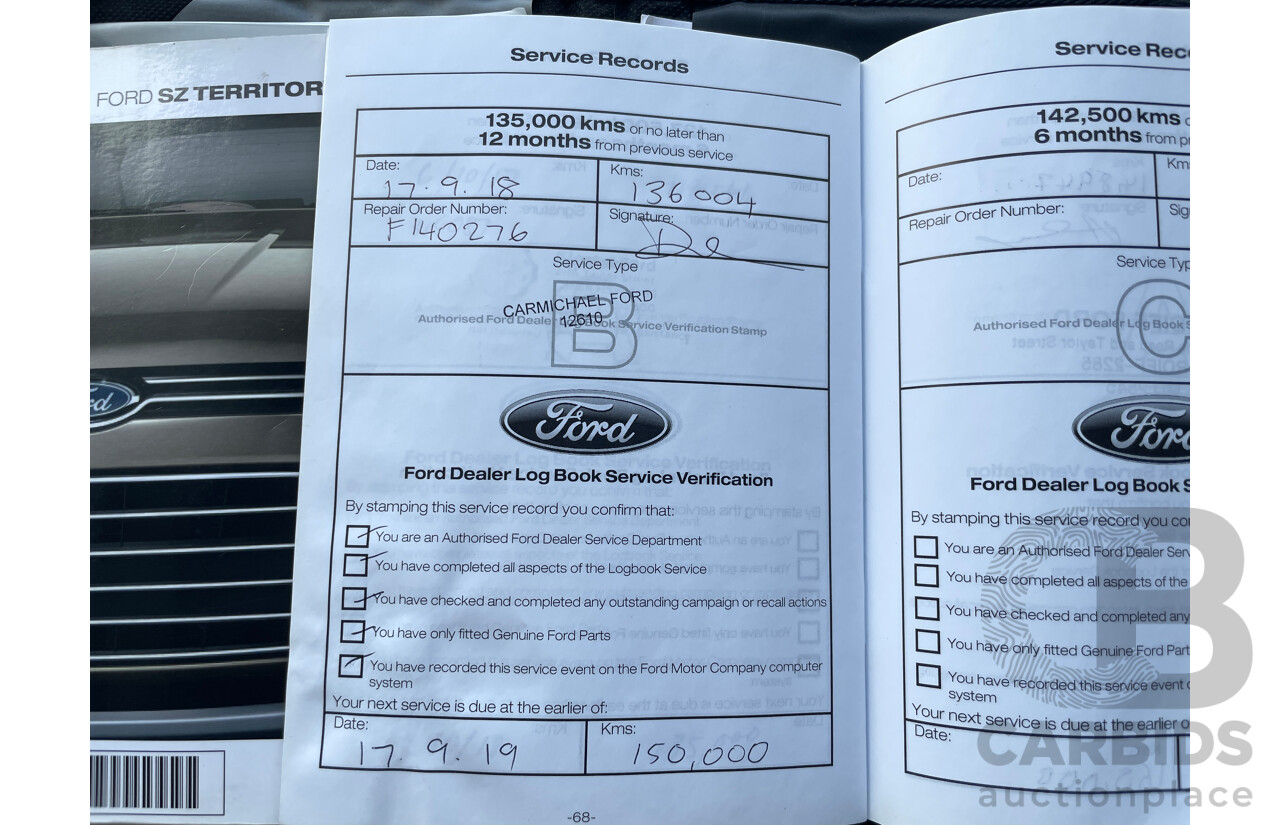 FORD SZ TERRITOR
Ford
Service Records
135,000 kms or no later than
12 months from previous service
Date:
17.9.18
Kms:
136004
Repair Order Number:
F140276
Signature:
Service Type
B
CARMICHAEL FORD
12610
Authorised Ford Dealer Log Book Service Verification Stamp
Ford
Ford Dealer Log Book Service Verification
By stamping this service record you confirm that:
You are an Authorised Ford Dealer Service Department
You have completed all aspects of the Logbook Service
You have checked and completed any outstanding campaign or recall actions
You have only fitted Genuine Ford Parts
You have recorded this service event on the Ford Motor Company computer
system
Your next service is due at the earlier of:
Date:
17.9.19
Kms:
150,000
-68-
Service Rec
142,500 kms
6 months from p
Date:
Km
Repair Order Number:
Sig
Service Typ
C
Authorised Ford Dealer Log Book S
Ford
Ford Dealer Log Book S
By stamping this service record you co
You are an Authorised Ford Dealer Ser
You have completed all aspects of the
You have checked and completed any
You have only fitted Genuine Ford Part
You have recorded this service event
system
Your next service is due at the earlier o
Date:
CB
CARBIDS
auctionplace